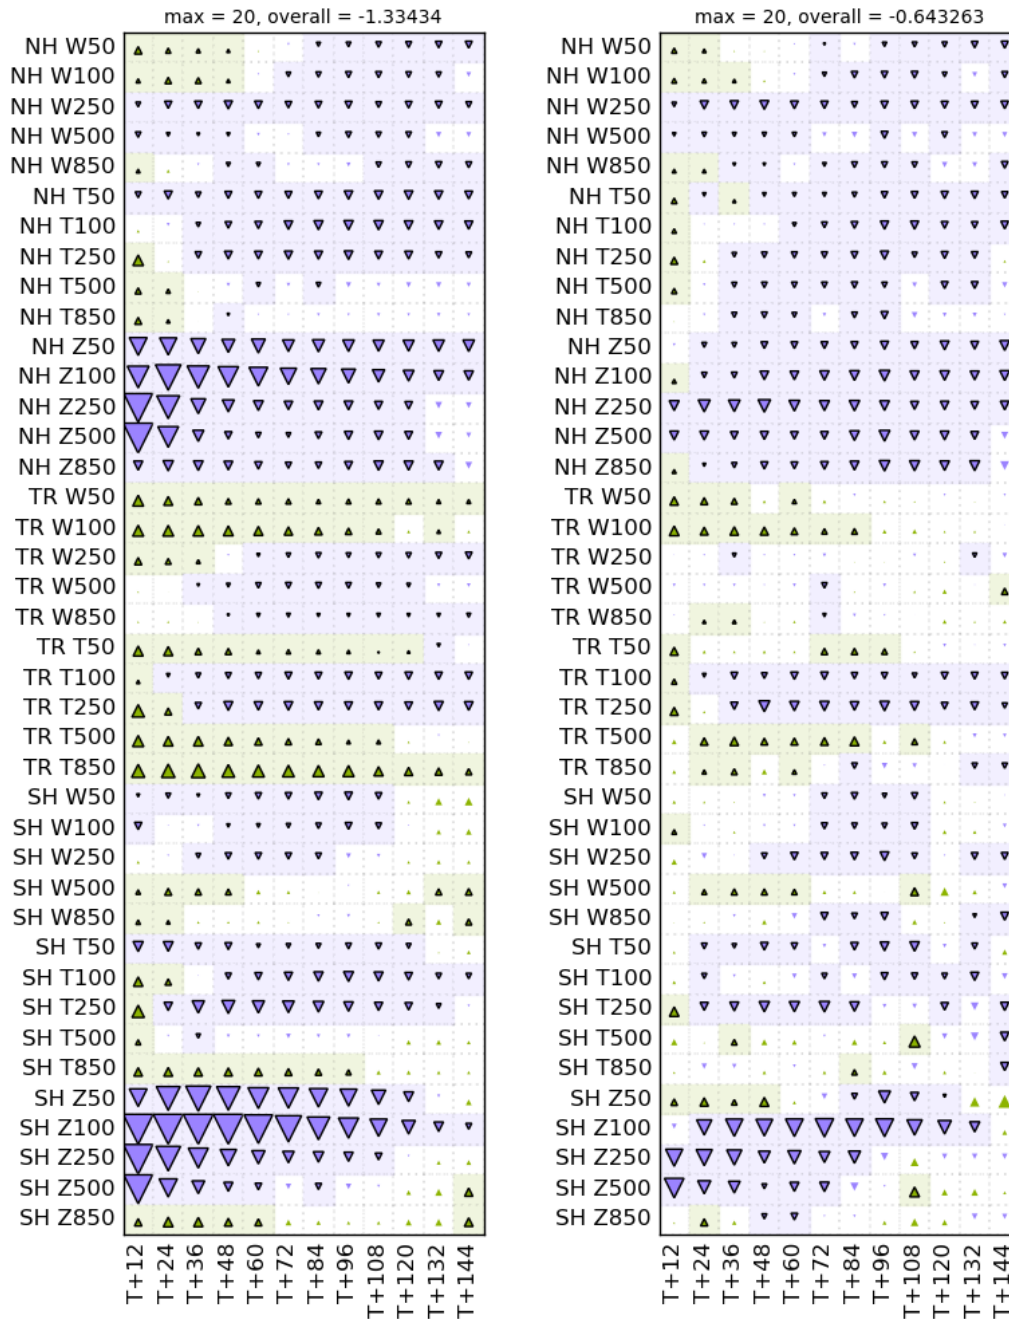 max = 20, overall = -1.33434
NH W50
NH W100
NH W250
NH W500
NH W850
NH T50
NH T100
NH T250
NH T500
NH T850
NH Z50
NH Z100
NH Z250
NH Z500
NH Z850
TR W50
TR W100
TR W250
TR W500
TR W850
TR T50
TR T100
TR T250
TR T500
TR T850
SH W50
SH W100
SH W250
SH W500
SH W850
SH T50
SH T100
SH T250
SH T500
SH T850
SH Z50
SH Z100
SH Z250
SH Z500
SH Z850
T+12
T+24
T+36
T+48
T+60
T+72
T+84
T+96
T+108
T+120
T+132
T+144
max = 20, overall = -0.643263
NH W50
NH W100
NH W250
NH W500
NH W850
NH T50
NH T100
NH T250
NH T500
NH T850
NH Z50
NH Z100
NH Z250
NH Z500
NH Z850
TR W50
TR W100
TR W250
TR W500
TR W850
TR T50
TR T100
TR T250
TR T500
TR T850
SH W50
SH W100
SH W250
SH W500
SH W850
SH T50
SH T100
SH T250
SH T500
SH T850
SH Z50
SH Z100
SH Z250
SH Z500
SH Z850
T+12
T+24
T+36
T+48
T+60
T+72
T+84
T+96
T+108
T+120
T+132
T+144